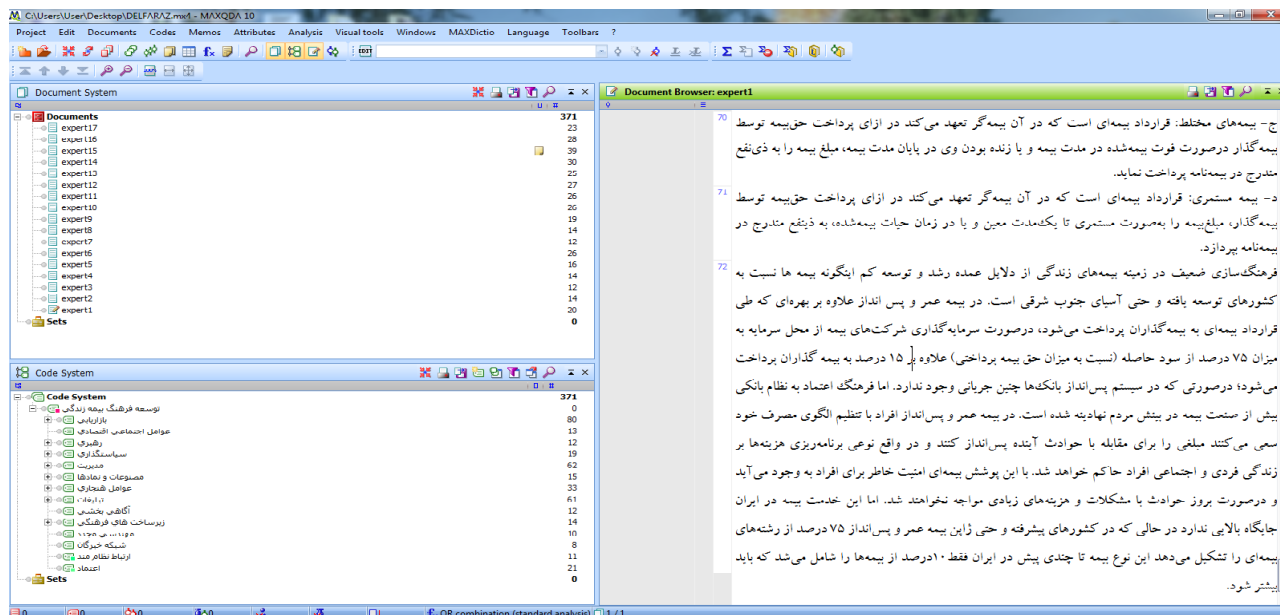 C:\Users\User\Desktop\DELFARAZ.mx4 - MAXQDA 10
Project Edit Documents Codes Memos Attributes Analysis Visual tools Windows MAXDictio Language Toolbars ?
Document System
Documents 371
expert17 23
expert16 28
expert15 39
expert14 30
expert13 25
expert12 27
expert11 26
expert10 26
expert9 19
expert8 14
expert7 12
expert6 26
expert5 16
expert4 14
expert3 12
expert2 14
expert1 20
Sets 0
Code System
Code System 371
توسعه فرهنگ بیمه زندگی 0
بازاریابی 80
عوامل اجتماعی اقتصادی 13
رهبری 12
سیاستگذاری 19
مدیریت 62
مصنوعات و نمادها 15
عوامل هنجاری 33
تبلیغات 61
آگاهی بخشی 12
زیرساخت های فرهنگی 14
مهندسی مجدد 10
شبکه خبرگان 8
ارتباط نظام مند 11
اعتماد 21
Sets 0
Document Browser: expert1
70 ج- بیمه‌های مختلط: قرارداد بیمه‌ای است که در آن بیمه‌گر تعهد می‌کند در ازای پرداخت حق‌بیمه توسط
بیمه‌گذار درصورت فوت بیمه‌شده در مدت بیمه و یا زنده بودن وی در پایان مدت بیمه، مبلغ بیمه را به ذی‌نفع
مندرج در بیمه‌نامه پرداخت نماید.
71 د- بیمه مستمری: قرارداد بیمه‌ای است که در آن بیمه‌گر تعهد می‌کند در ازای پرداخت حق‌بیمه توسط
بیمه‌گذار، مبلغ‌بیمه را به‌صورت مستمری تا یک‌مدت معین و یا در زمان حیات بیمه‌شده، به ذینفع مندرج در
بیمه‌نامه بپردازد.
72 فرهنگ‌سازی ضعیف در زمینه بیمه‌های زندگی از دلایل عمده رشد و توسعه کم اینگونه بیمه ها نسبت به
کشورهای توسعه یافته و حتی آسیای جنوب شرقی است. در بیمه عمر و پس انداز علاوه بر بهره‌ای که طی
قرارداد بیمه‌ای به بیمه‌گذاران پرداخت می‌شود، درصورت سرمایه‌گذاری شرکت‌های بیمه از محل سرمایه به
میزان ۷۵ درصد از سود حاصله (نسبت به میزان حق بیمه پرداختی) علاوه بر ۱۵ درصد به بیمه گذاران پرداخت
می‌شود؛ درصورتی که در سیستم پس‌انداز بانک‌ها چنین جریانی وجود ندارد. اما فرهنگ اعتماد به نظام بانکی
بیش از صنعت بیمه در بینش مردم نهادینه شده است. در بیمه عمر و پس‌انداز افراد با تنظیم الگوی مصرف خود
سعی می‌کنند مبلغی را برای مقابله با حوادث آینده پس‌انداز کنند و در واقع نوعی برنامه‌ریزی هزینه‌ها بر
زندگی فردی و اجتماعی افراد حاکم خواهد شد. با این پوشش بیمه‌ای امنیت خاطر برای افراد به وجود می‌آید
و درصورت بروز حوادث با مشکلات و هزینه‌های زیادی مواجه نخواهند شد. اما این خدمت بیمه در ایران
جایگاه بالایی ندارد در حالی که در کشورهای پیشرفته و حتی ژاپن بیمه عمر و پس‌انداز ۷۵ درصد از رشته‌های
بیمه‌ای را تشکیل می‌دهد این نوع بیمه تا چندی پیش در ایران فقط ۱۰درصد از بیمه‌ها را شامل می‌شد که باید
بیشتر شود.
OR combination (standard analysis) 1 / 1